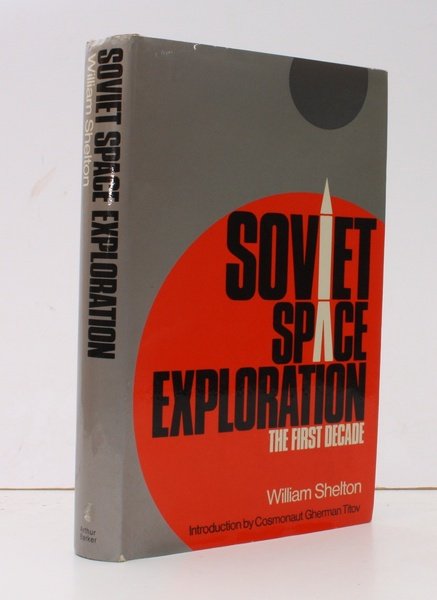 SOVIET SPACE EXPLORATION
William Shelton
Arthur
Barker
SOVIET
SPACE
EXPLORATION
THE FIRST DECADE
William Shelton
Introduction by Cosmonaut Gherman Titov